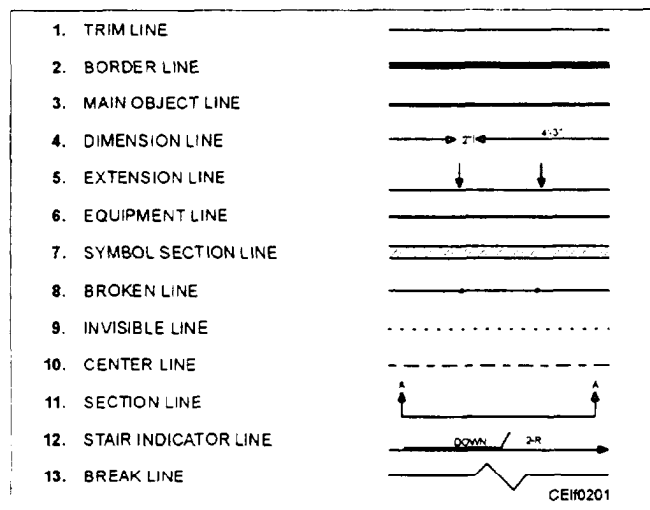 1. TRIM LINE
2. BORDER LINE
3. MAIN OBJECT LINE
4. DIMENSION LINE 2" 4'-3"
5. EXTENSION LINE
6. EQUIPMENT LINE
7. SYMBOL SECTION LINE
8. BROKEN LINE
9. INVISIBLE LINE
10. CENTER LINE
A A
11. SECTION LINE
12. STAIR INDICATOR LINE DOWN 2-R
13. BREAK LINE
CEIf0201